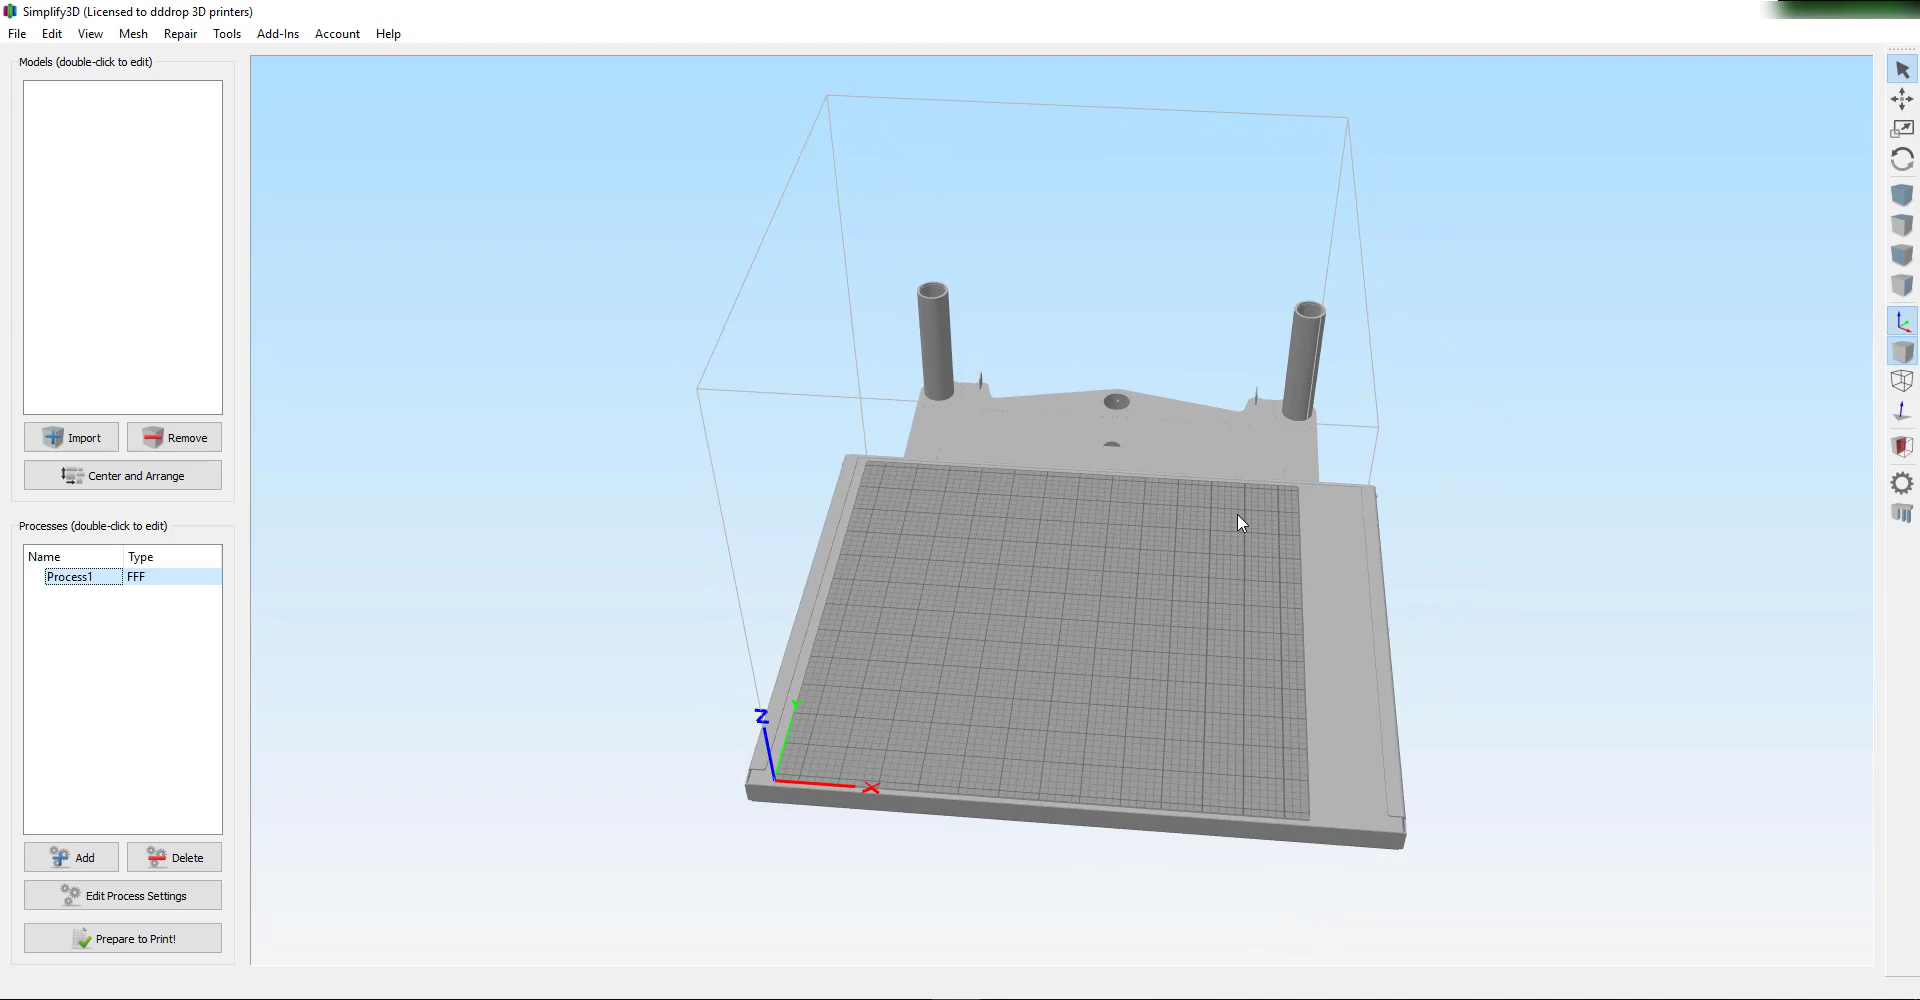 Simplify3D (Licensed to dddrop 3D printers)
File Edit View Mesh Repair Tools Add-Ins Account Help
Models (double-click to edit)
Import Remove
Center and Arrange
Processes (double-click to edit)
Name Type
Process1 FFF
Add Delete
Edit Process Settings
Prepare to Print!
Z Y
X